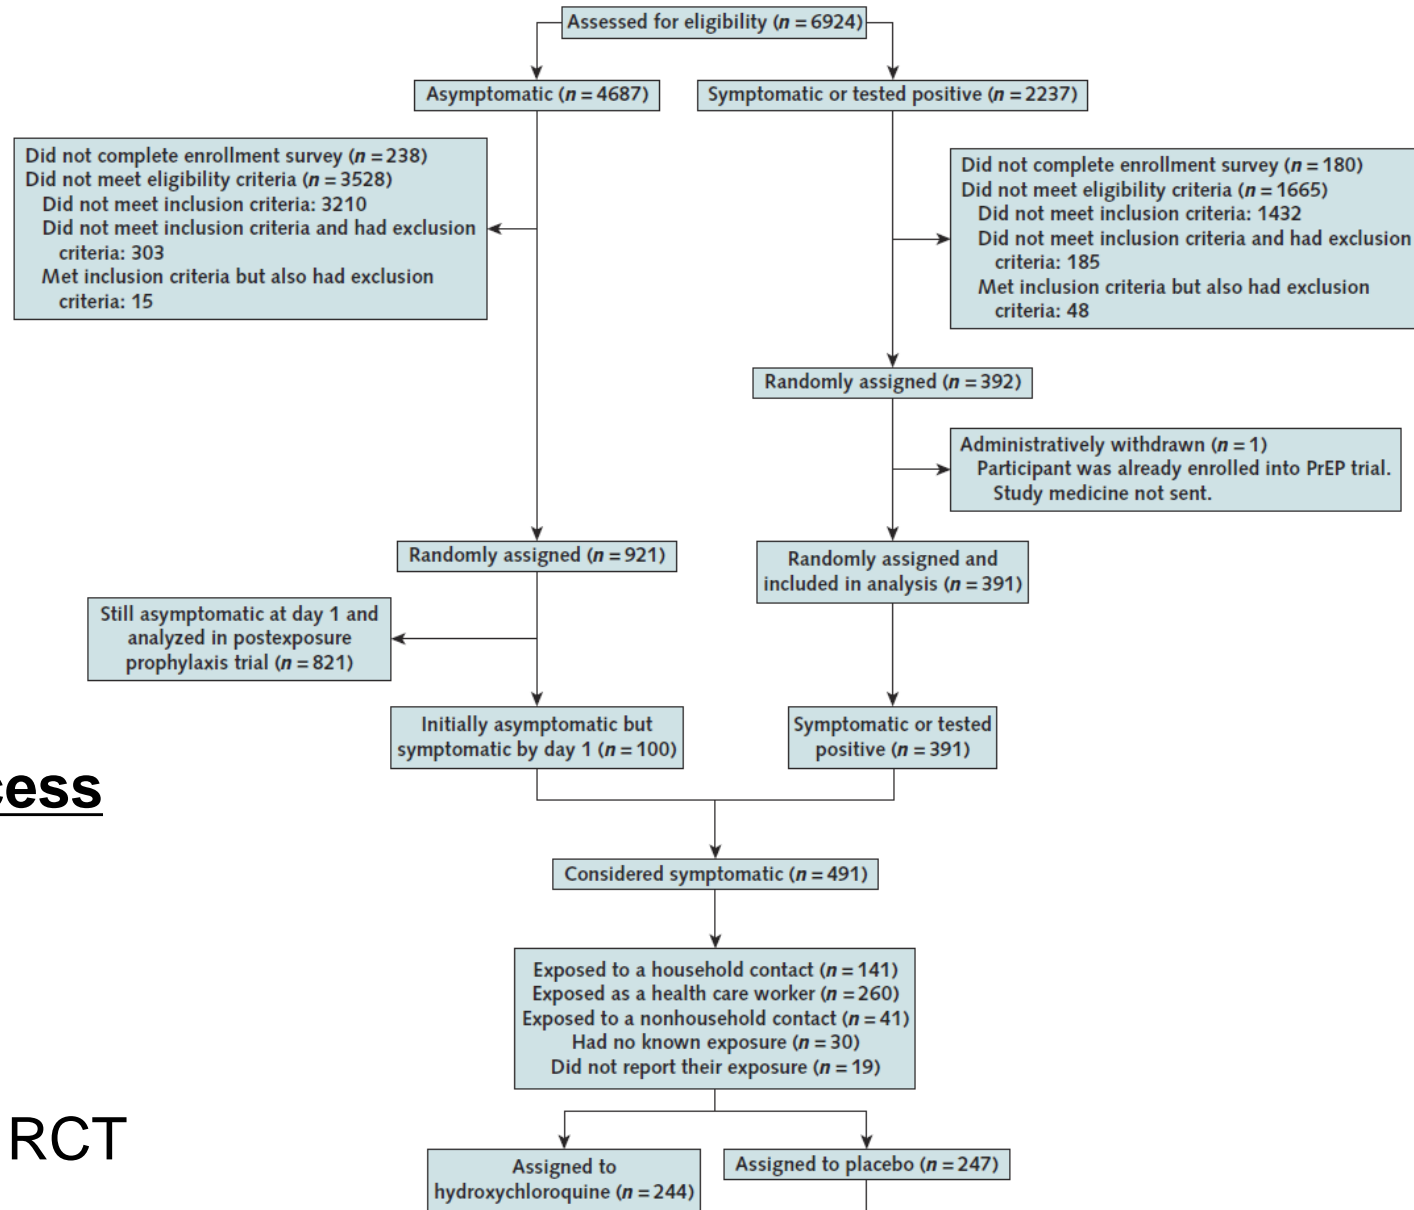 Assessed for eligibility (n = 6924)
Asymptomatic (n = 4687)
Symptomatic or tested positive (n = 2237)
Did not complete enrollment survey (n = 238)
Did not meet eligibility criteria (n = 3528)
Did not meet inclusion criteria: 3210
Did not meet inclusion criteria and had exclusion
criteria: 303
Met inclusion criteria but also had exclusion
criteria: 15
Did not complete enrollment survey (n = 180)
Did not meet eligibility criteria (n = 1665)
Did not meet inclusion criteria: 1432
Did not meet inclusion criteria and had exclusion
criteria: 185
Met inclusion criteria but also had exclusion
criteria: 48
Randomly assigned (n = 392)
Administratively withdrawn (n = 1)
Participant was already enrolled into PrEP trial.
Study medicine not sent.
Randomly assigned (n = 921)
Randomly assigned and
included in analysis (n = 391)
Still asymptomatic at day 1 and
analyzed in postexposure
prophylaxis trial (n = 821)
Initially asymptomatic but
symptomatic by day 1 (n = 100)
Symptomatic or tested
positive (n = 391)
cess
Considered symptomatic (n = 491)
Exposed to a household contact (n = 141)
Exposed as a health care worker (n = 260)
Exposed to a nonhousehold contact (n = 41)
Had no known exposure (n = 30)
Did not report their exposure (n = 19)
RCT
Assigned to
hydroxychloroquine (n = 244)
Assigned to placebo (n = 247)